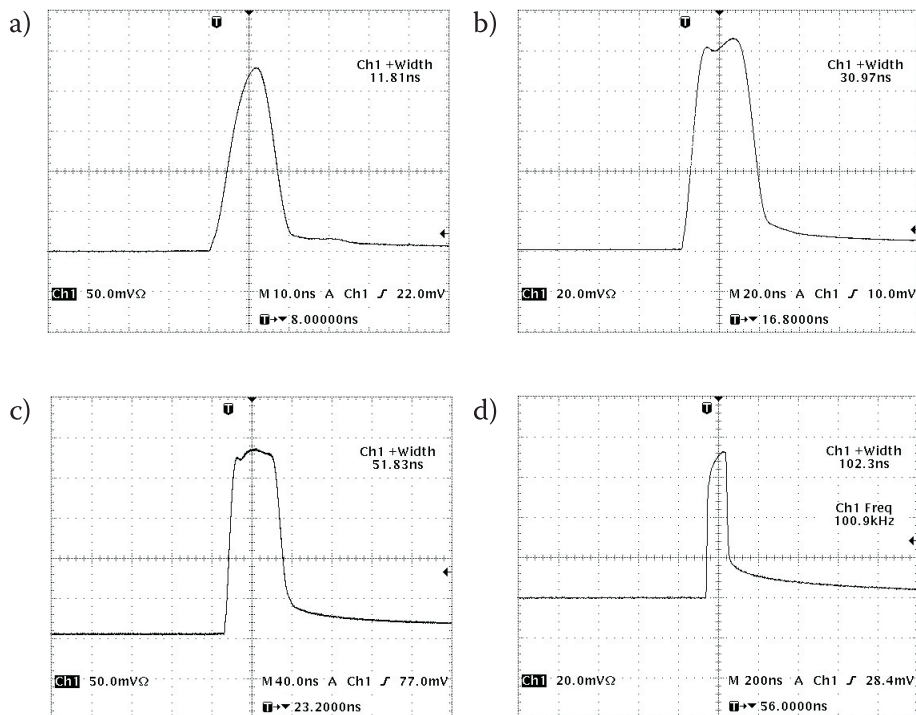 a)
T
Ch1 +Width
11.81ns
Ch1 50.0mVΩ M 10.0ns A Ch1 ∫ 22.0mV
T→▼ 8.00000ns
b)
T
Ch1 +Width
30.97ns
Ch1 20.0mVΩ M 20.0ns A Ch1 ∫ 10.0mV
T→▼ 16.8000ns
c)
T
Ch1 +Width
51.83ns
Ch1 50.0mVΩ M 40.0ns A Ch1 ∫ 77.0mV
T→▼ 23.2000ns
d)
T
Ch1 +Width
102.3ns
Ch1 Freq
100.9kHz
Ch1 20.0mVΩ M 200ns A Ch1 ∫ 28.4mV
T→▼ 56.0000ns